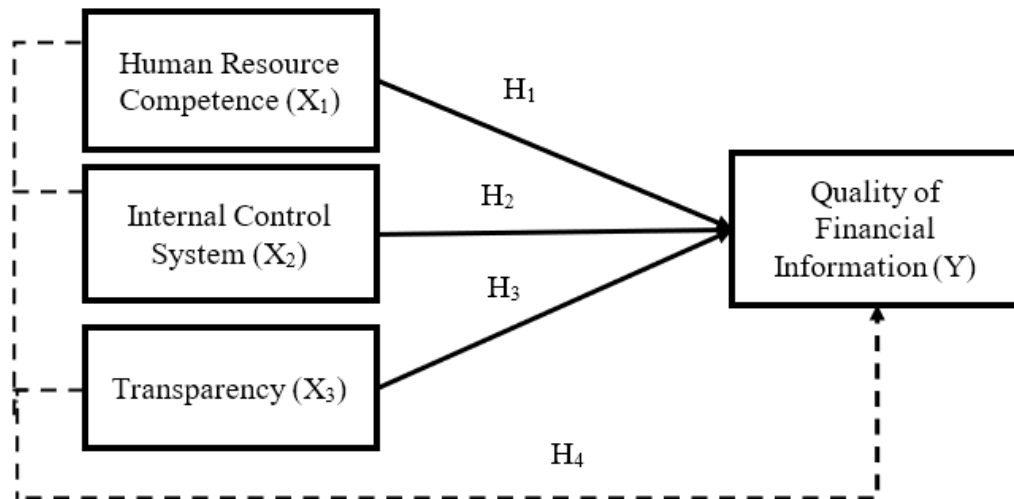 Human Resource
Competence (X₁)
H₁
Internal Control
System (X₂)
H₂
Quality of
Financial
Information (Y)
H₃
Transparency (X₃)
H₄